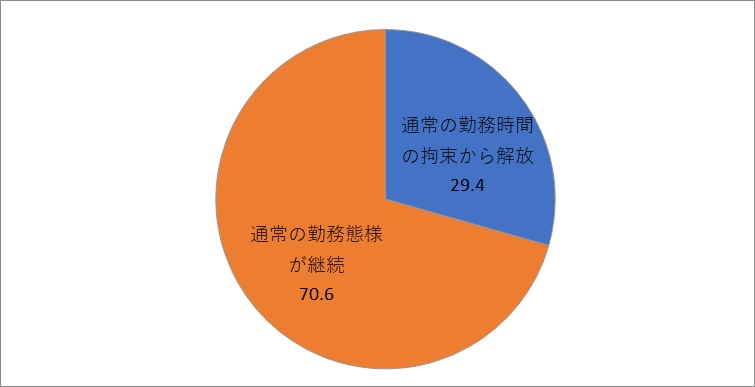 通常の勤務時間
の拘束から解放
29.4
通常の勤務態様
が継続
70.6